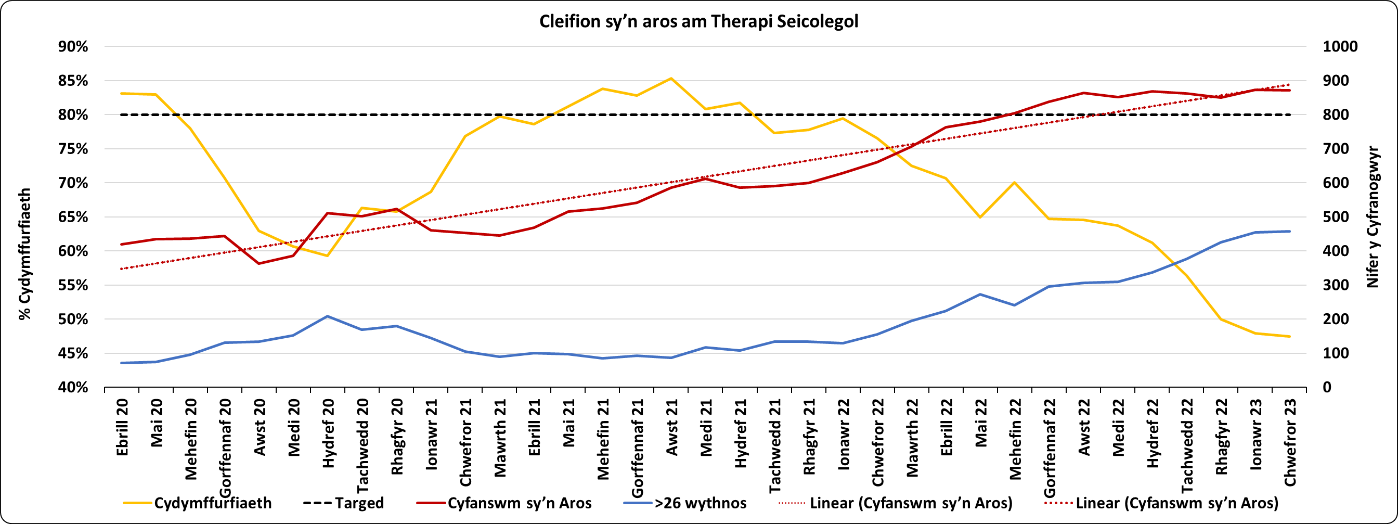 Cleifion sy’n aros am Therapi Seicolegol
% Cydymffurfiaeth
90%
85%
80%
75%
70%
65%
60%
55%
50%
45%
40%
1000
900
800
700
600
500
400
300
200
100
0
Nifer y Cyfranogwyr
Ebrill 20
Mai 20
Mehefin 20
Gorffennaf 20
Awst 20
Medi 20
Hydref 20
Tachwedd 20
Rhagfyr 20
Ionawr 21
Chwefror 21
Mawrth 21
Ebrill 21
Mai 21
Mehefin 21
Gorffennaf 21
Awst 21
Medi 21
Hydref 21
Tachwedd 21
Rhagfyr 21
Ionawr 22
Chwefror 22
Mawrth 22
Ebrill 22
Mai 22
Mehefin 22
Gorffennaf 22
Awst 22
Medi 22
Hydref 22
Tachwedd 22
Rhagfyr 22
Ionawr 23
Chwefror 23
Cydymffurfiaeth Targed Cyfanswm sy’n Aros >26 wythnos Linear (Cyfanswm sy’n Aros) Linear (Cyfanswm sy’n Aros)